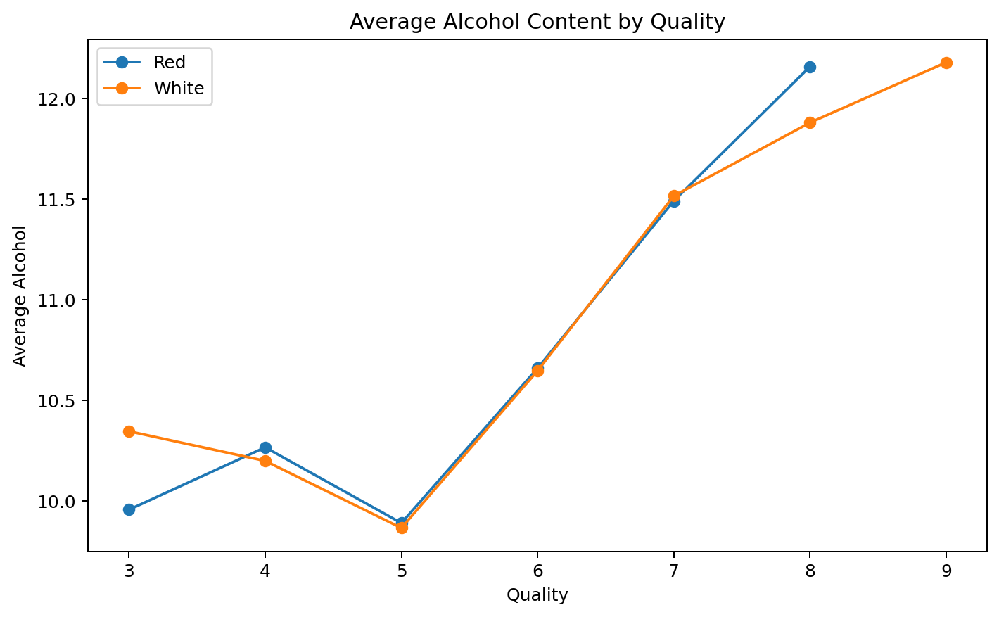 Average Alcohol Content by Quality
Red
White
12.0
11.5
11.0
10.5
10.0
Average Alcohol
3 4 5 6 7 8 9
Quality